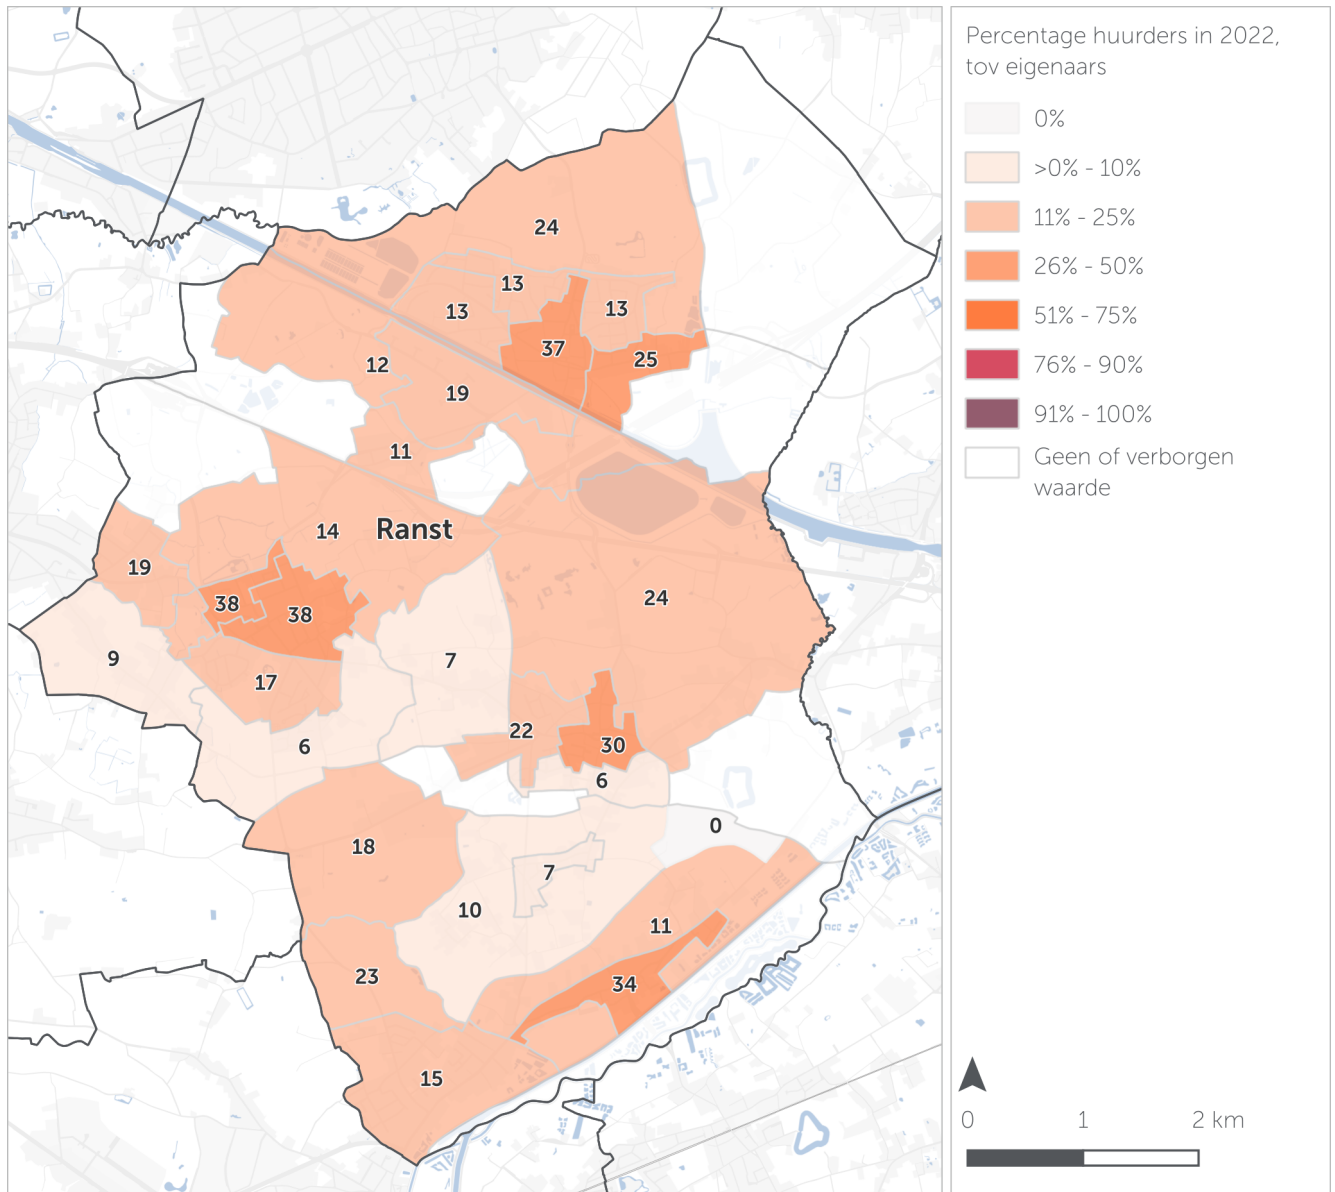 Percentage huurders in 2022,
tov eigenaars
0%
>0% - 10%
11% - 25%
26% - 50%
51% - 75%
76% - 90%
91% - 100%
Geen of verborgen
waarde
24
13
13
13
37
25
12
19
11
14 Ranst
19
38
38
24
9
7
17
22
30
6
6
0
18
7
10
11
23
34
15
0 1 2 km